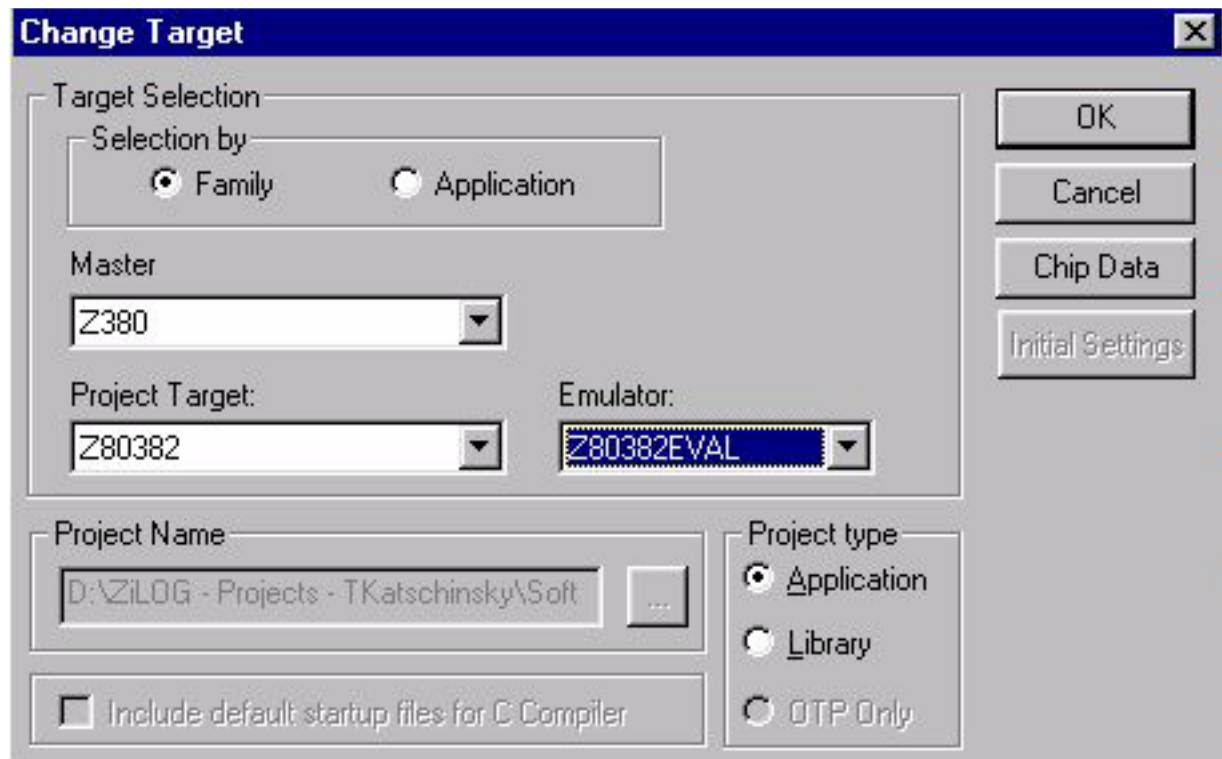 Change Target
Target Selection
Selection by
Family Application
Master
Z380
Project Target: Emulator:
Z80382 Z80382EVAL
OK
Cancel
Chip Data
Initial Settings
Project Name
D:\ZiLOG - Projects - TKatschinsky\Soft ...
Include default startup files for C Compiler
Project type
Application
Library
OTP Only